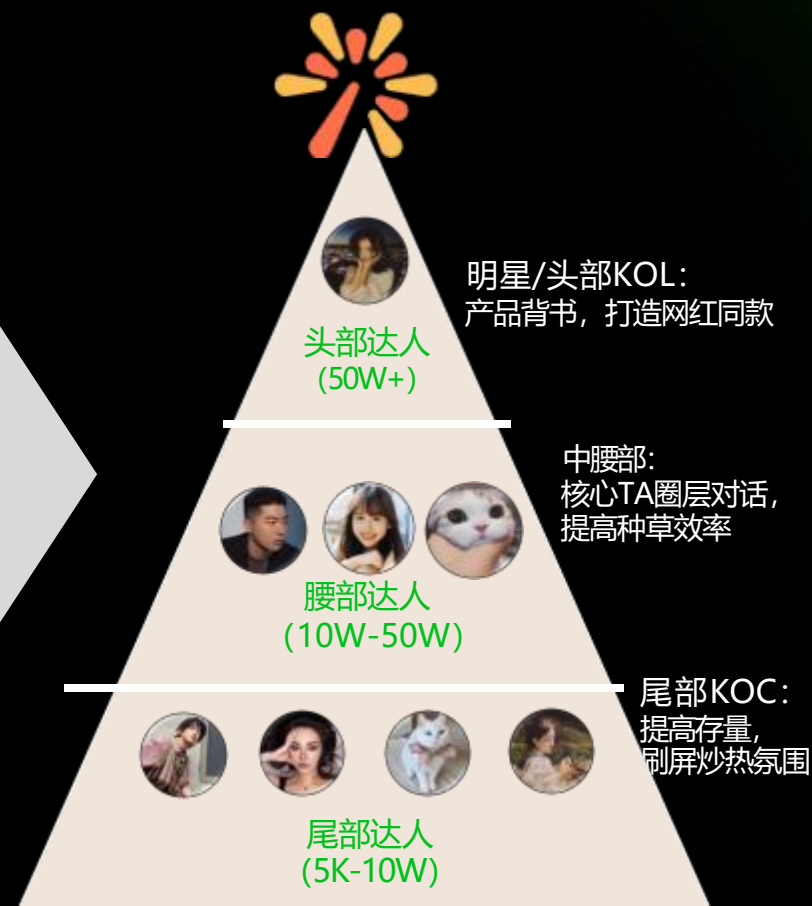 明星/头部KOL：
产品背书，打造网红同款
头部达人
(50W+)
中腰部：
核心TA圈层对话，
提高种草效率
腰部达人
(10W-50W)
尾部KOC：
提高存量，
刷屏炒热氛围
尾部达人
(5K-10W)